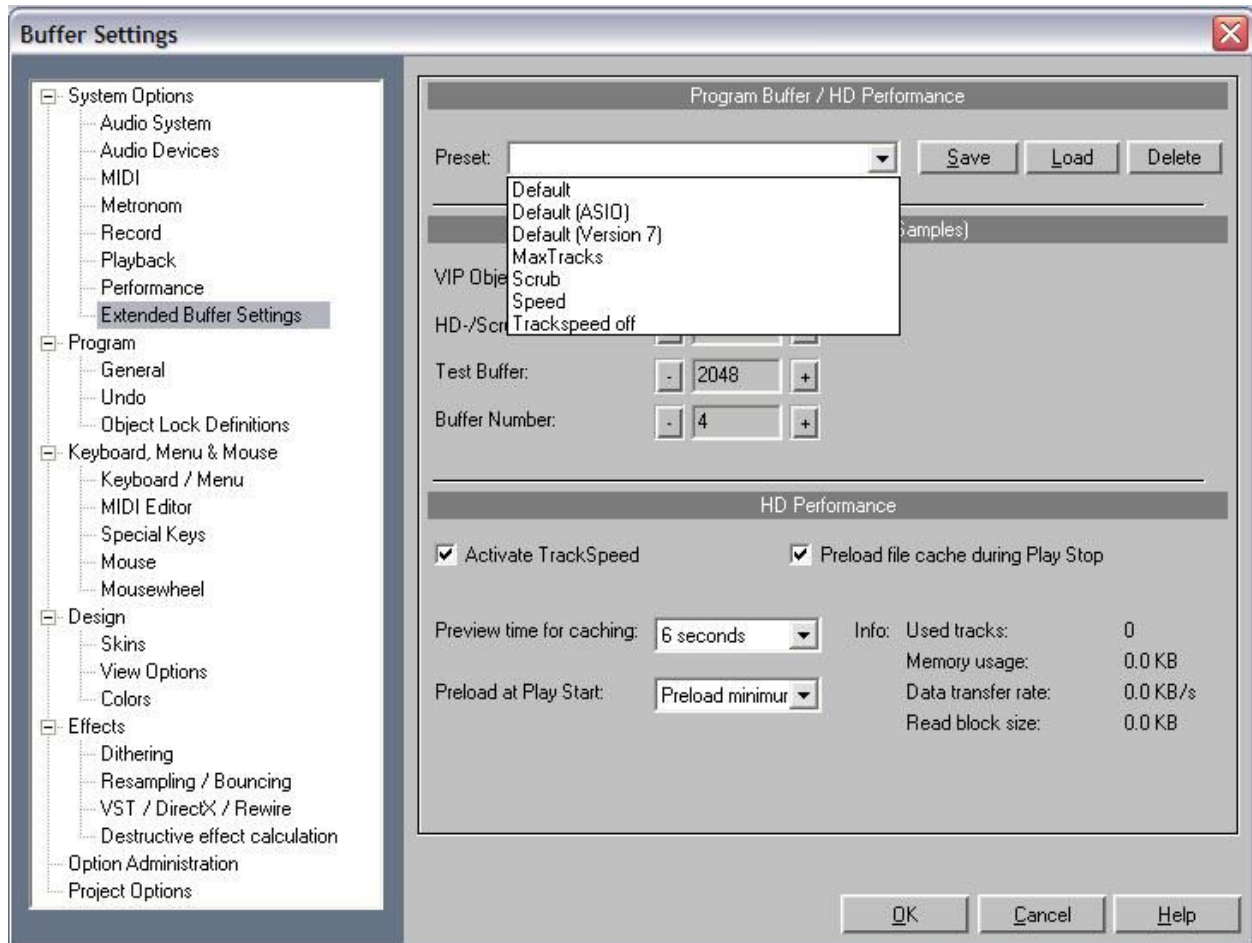 Buffer Settings
System Options
Audio System
Audio Devices
MIDI
Metronom
Record
Playback
Performance
Extended Buffer Settings
Program
General
Undo
Object Lock Definitions
Keyboard, Menu & Mouse
Keyboard / Menu
MIDI Editor
Special Keys
Mouse
Mousewheel
Design
Skins
View Options
Colors
Effects
Dithering
Resampling / Bouncing
VST / DirectX / Rewire
Destructive effect calculation
Option Administration
Project Options
Program Buffer / HD Performance
Preset: Save Load Delete
Default
Default (ASIO)
Default (Version 7)
MaxTracks
Scrub
Speed
Trackspeed off
Samples)
VIP Obje
HD-/Scr
Test Buffer: - 2048 +
Buffer Number: - 4 +
HD Performance
Activate TrackSpeed Preload file cache during Play Stop
Preview time for caching: 6 seconds Info: Used tracks: 0
Memory usage: 0.0 KB
Preload at Play Start: Preload minimur Data transfer rate: 0.0 KB/s
Read block size: 0.0 KB
OK Cancel Help